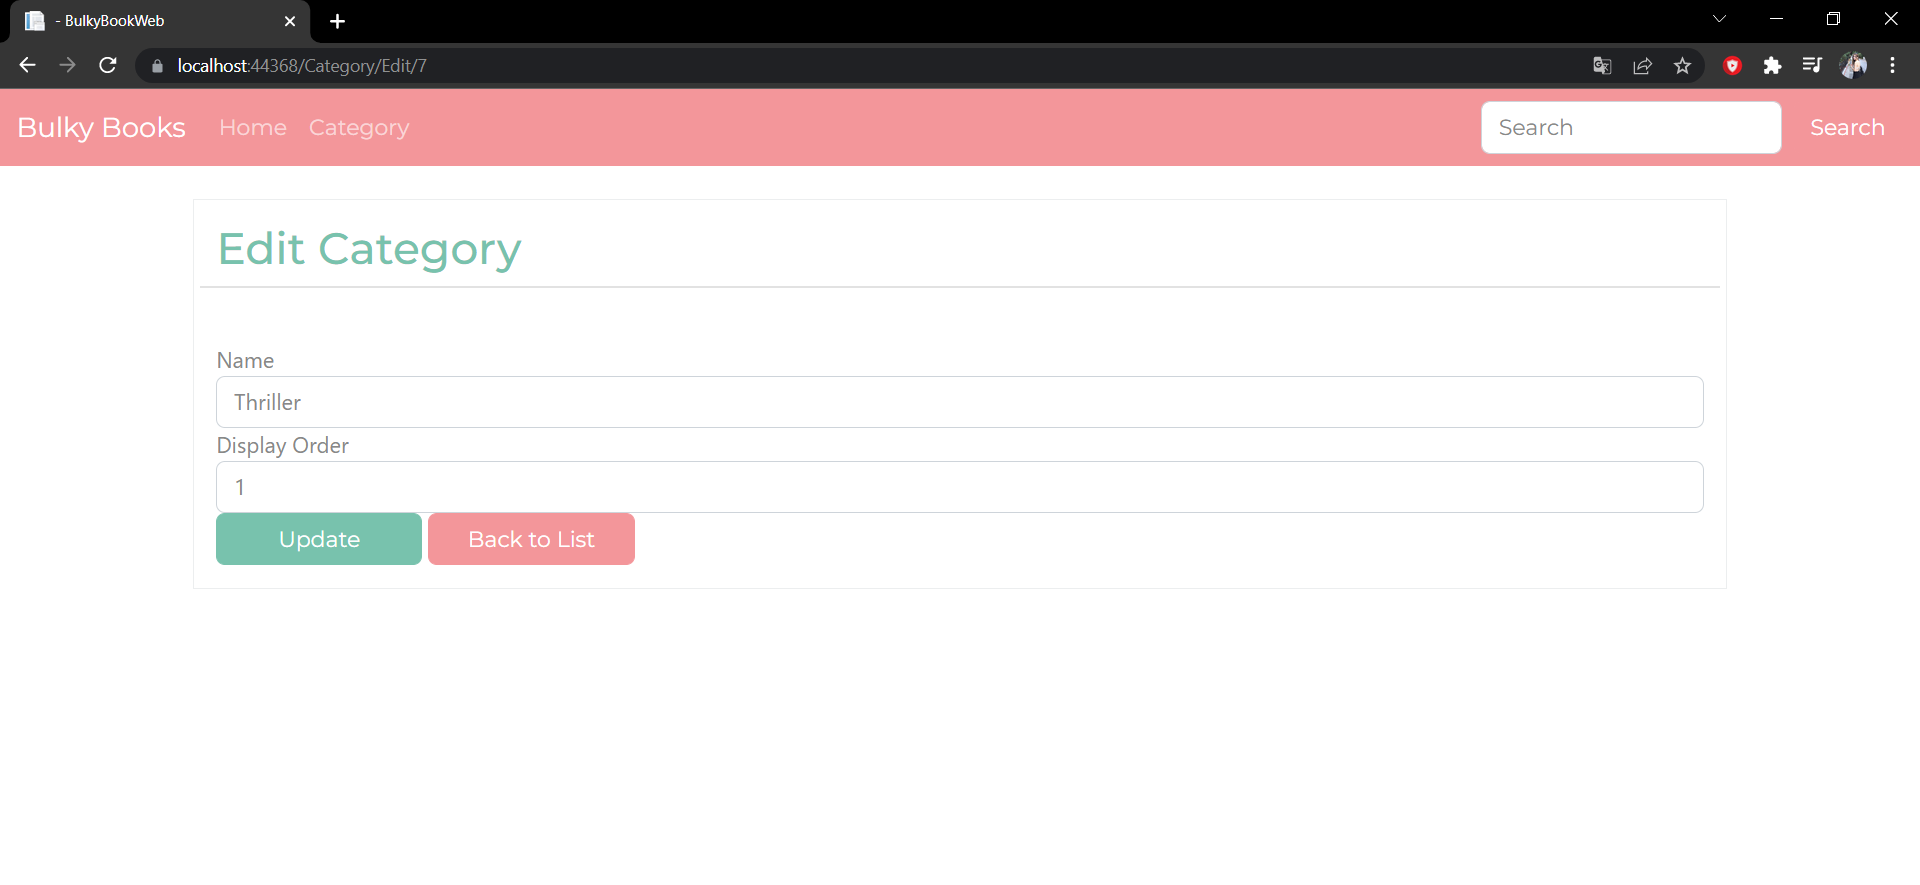 - BulkyBookWeb
localhost:44368/Category/Edit/7
Bulky Books Home Category Search Search
Edit Category
Name
Thriller
Display Order
1
Update Back to List